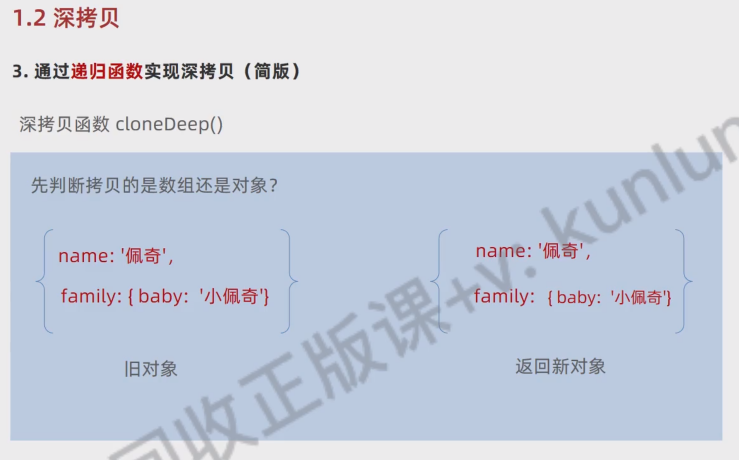 1.2 深拷贝
3. 通过递归函数实现深拷贝（简版）
深拷贝函数 cloneDeep()
先判断拷贝的是数组还是对象？
name: '佩奇',
family: { baby: '小佩奇'}
旧对象
name: '佩奇',
family: { baby: '小佩奇'}
返回新对象
回收正版课+v: kunlun